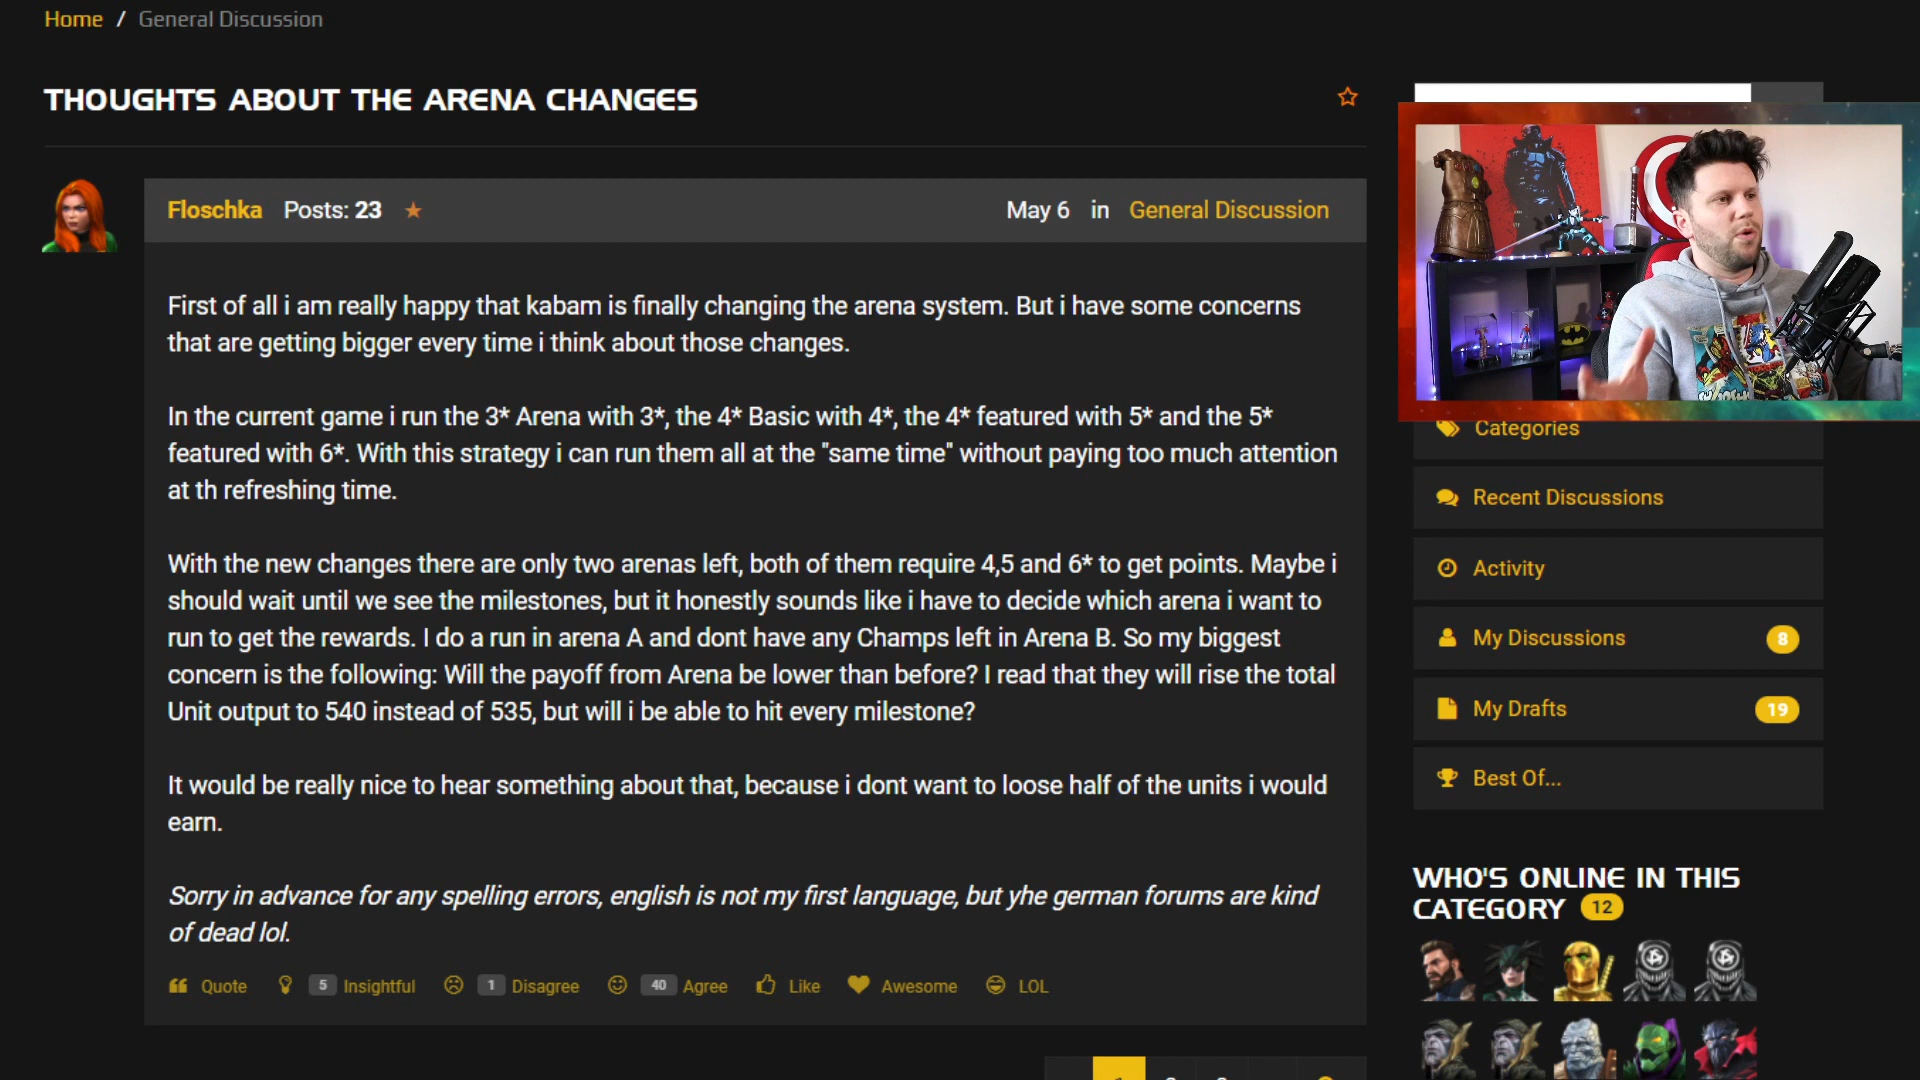 Home / General Discussion
THOUGHTS ABOUT THE ARENA CHANGES
Floschka Posts: 23
May 6 in General Discussion
First of all i am really happy that kabam is finally changing the arena system. But i have some concerns
that are getting bigger every time i think about those changes.
In the current game i run the 3* Arena with 3*, the 4* Basic with 4*, the 4* featured with 5* and the 5*
featured with 6*. With this strategy i can run them all at the "same time" without paying too much attention
at th refreshing time.
With the new changes there are only two arenas left, both of them require 4,5 and 6* to get points. Maybe i
should wait until we see the milestones, but it honestly sounds like i have to decide which arena i want to
run to get the rewards. I do a run in arena A and dont have any Champs left in Arena B. So my biggest
concern is the following: Will the payoff from Arena be lower than before? I read that they will rise the total
Unit output to 540 instead of 535, but will i be able to hit every milestone?
It would be really nice to hear something about that, because i dont want to loose half of the units i would
earn.
Sorry in advance for any spelling errors, english is not my first language, but yhe german forums are kind
of dead lol.
Quote 5 Insightful 1 Disagree 40 Agree Like Awesome LOL
Categories
Recent Discussions
Activity
My Discussions 8
My Drafts 19
Best Of...
WHO'S ONLINE IN THIS
CATEGORY 12